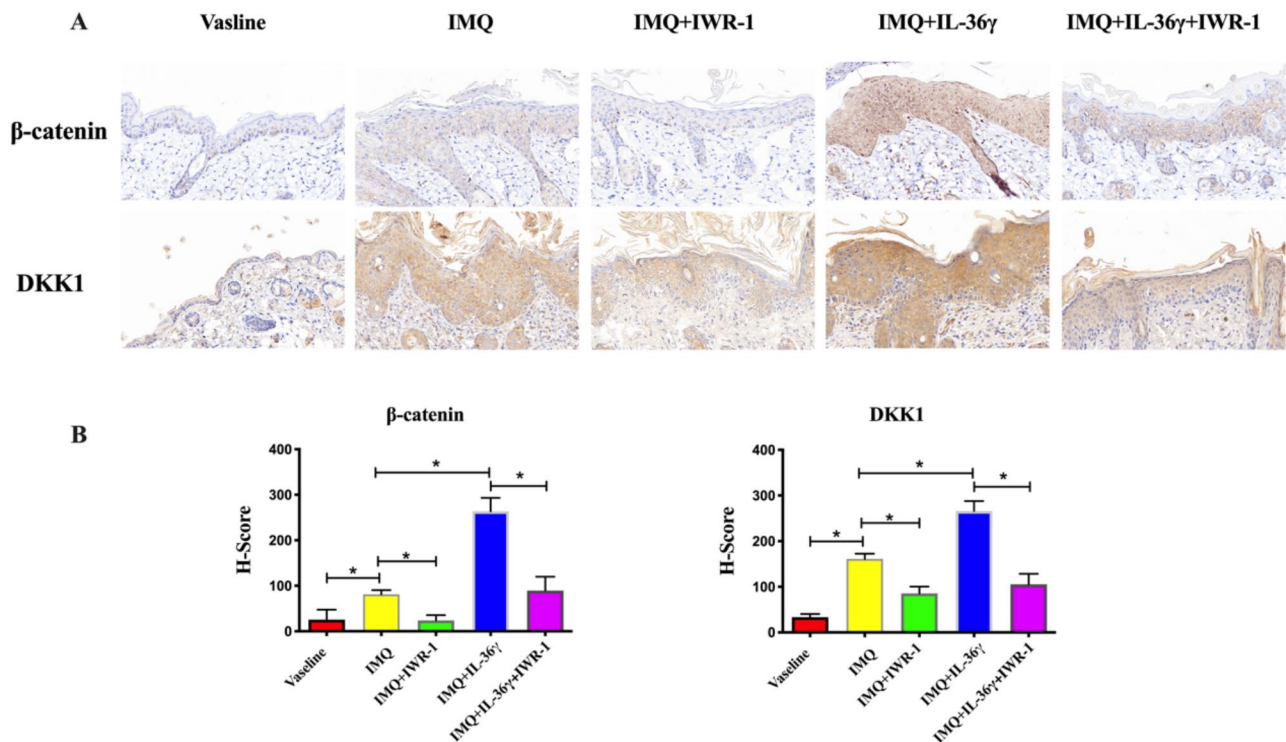 A
Vasline IMQ IMQ+IWR-1 IMQ+IL-36γ IMQ+IL-36γ+IWR-1
β-catenin
DKK1
B
β-catenin
H-Score
400
300
200
100
0
* * * *
Vaseline
IMQ
IMQ+IWR-1
IMQ+IL-36γ
IMQ+IL-36γ+IWR-1
DKK1
H-Score
400
300
200
100
0
* * * *
Vaseline
IMQ
IMQ+IWR-1
IMQ+IL-36γ
IMQ+IL-36γ+IWR-1